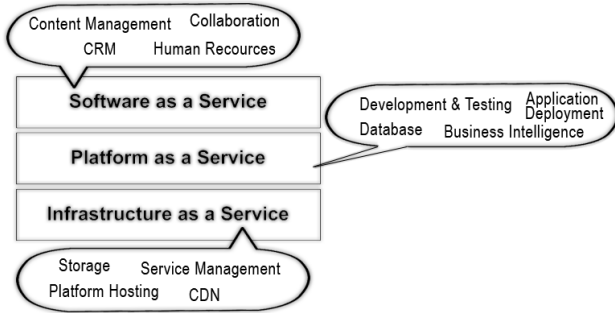 Content Management Collaboration
CRM Human Recources
Software as a Service
Development & Testing Application
Deployment
Database Business Intelligence
Platform as a Service
Infrastructure as a Service
Storage Service Management
Platform Hosting CDN